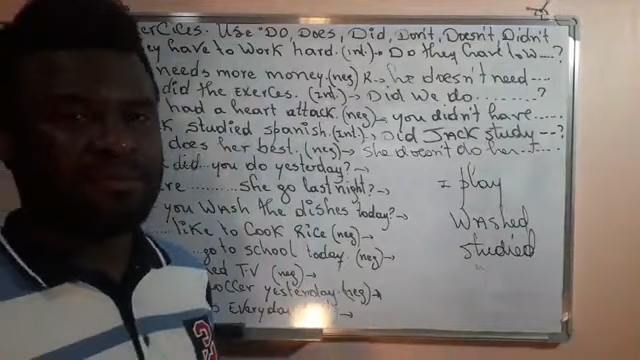 erCices. Use "DO, Does, Did, Don't, Doesn't Didn't
ey have to work hard. (int.)→ Do they have to W....?
needs more money. (neg) R→ he doesn't need....
did the Exerces. (int.)→ Did we do........?
had a heart attack. (neg)→ you didn't have.....
k studied spanish. (int.)→ Did JACK study --?
does her best. (neg)→ she doesn't do her.....
did...you do yesterday?→
re .........she go last night?→
you WASH the dishes today?→
...like to Cook Rice (neg)→
..go to school today. (neg)→
ed T.V (neg)→
occer yesterday. (neg)→
Everyday
I play
WASHed
studied